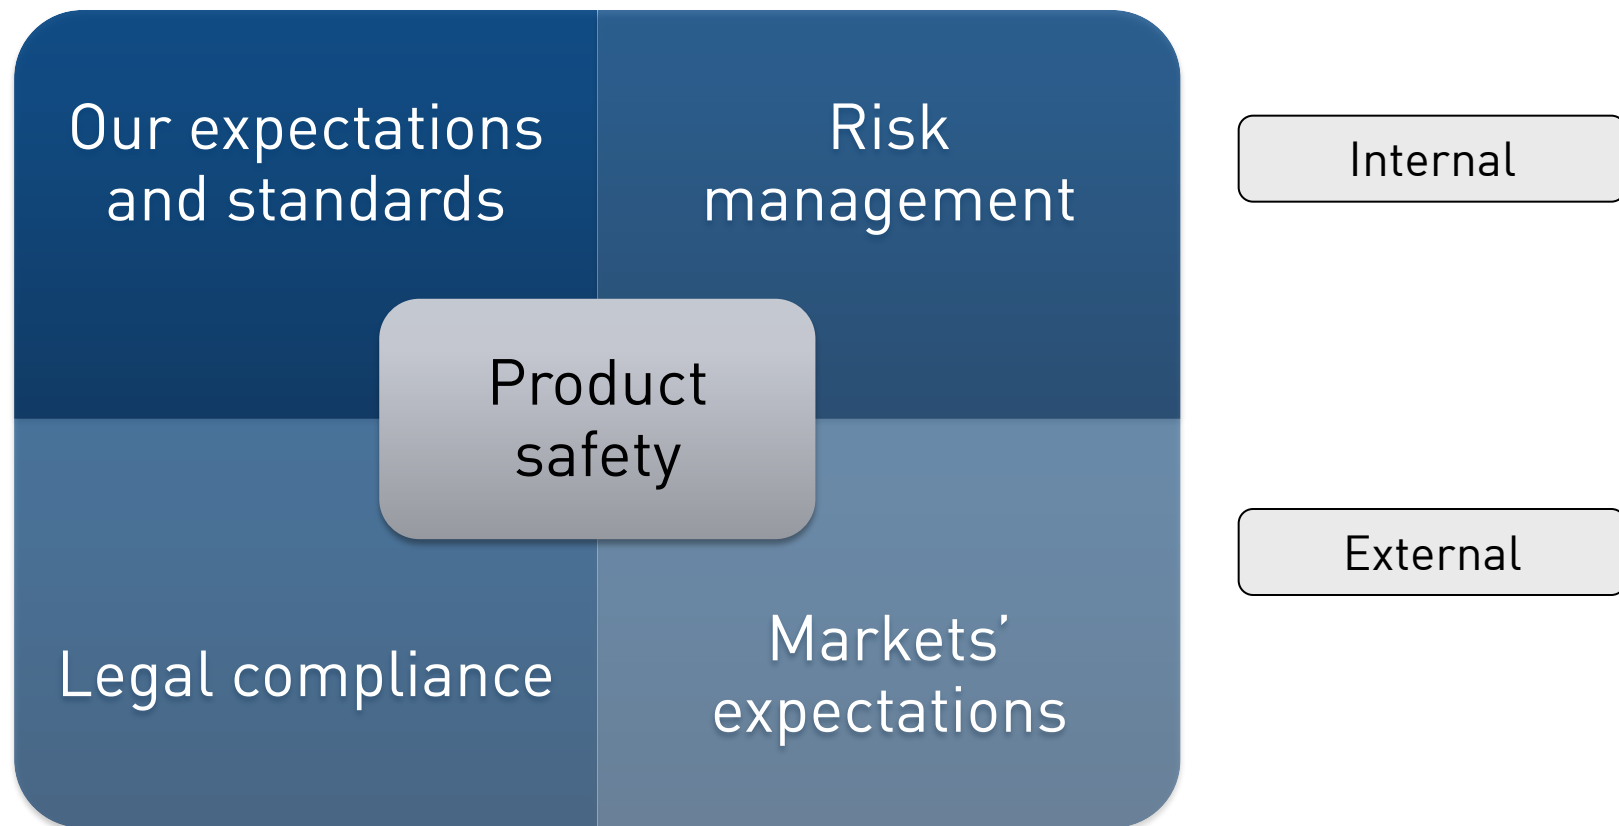 Our expectations
and standards
Risk
management
Internal
Product
safety
External
Legal compliance
Markets’
expectations